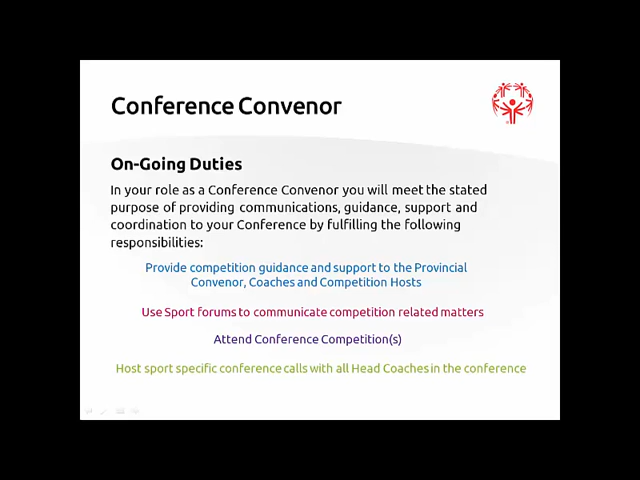 Conference Convenor
On-Going Duties
In your role as a Conference Convenor you will meet the stated
purpose of providing communications, guidance, support and
coordination to your Conference by fulfilling the following
responsibilities:
Provide competition guidance and support to the Provincial
Convenor, Coaches and Competition Hosts
Use Sport forums to communicate competition related matters
Attend Conference Competition(s)
Host sport specific conference calls with all Head Coaches in the conference